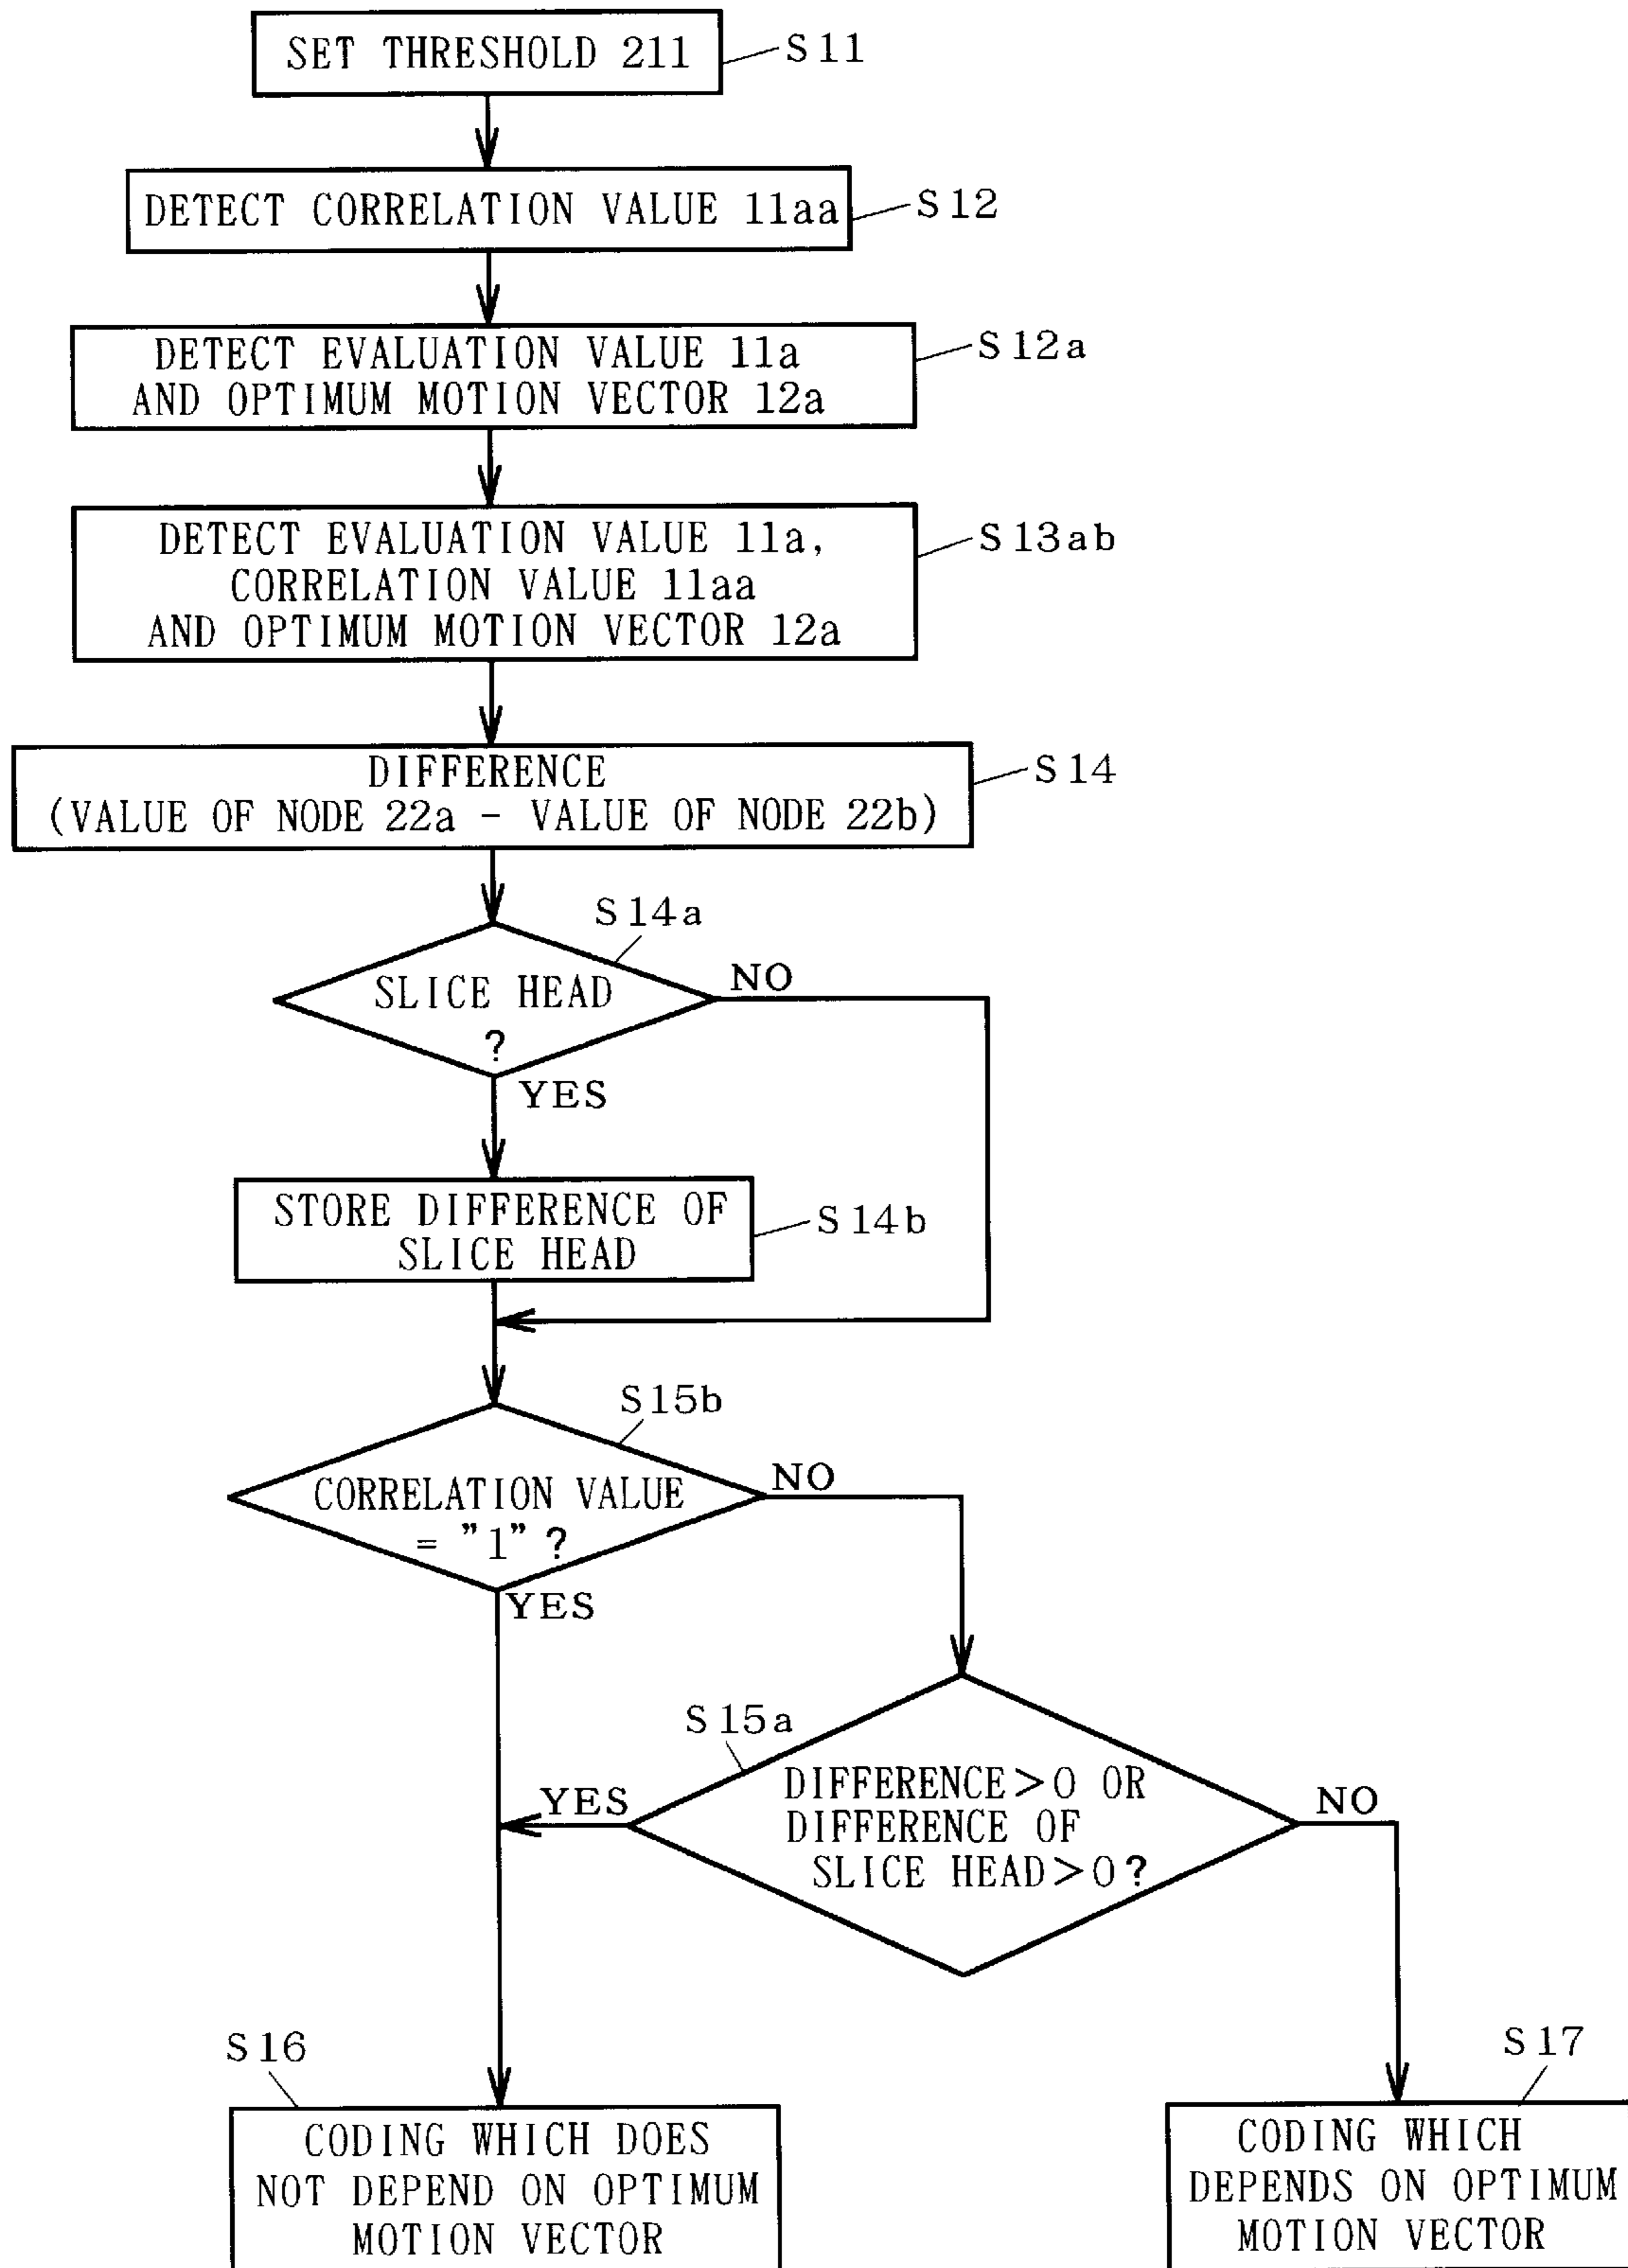 SET THRESHOLD 211
S11
DETECT CORRELATION VALUE 11aa
S12
DETECT EVALUATION VALUE 11a
AND OPTIMUM MOTION VECTOR 12a
S12a
DETECT EVALUATION VALUE 11a,
CORRELATION VALUE 11aa
AND OPTIMUM MOTION VECTOR 12a
S13ab
DIFFERENCE
(VALUE OF NODE 22a - VALUE OF NODE 22b)
S14
S14a
SLICE HEAD
?
NO
YES
STORE DIFFERENCE OF
SLICE HEAD
S14b
S15b
CORRELATION VALUE
= "1" ?
NO
YES
S15a
DIFFERENCE>0 OR
DIFFERENCE OF
SLICE HEAD>0?
YES
NO
S16
CODING WHICH DOES
NOT DEPEND ON OPTIMUM
MOTION VECTOR
S17
CODING WHICH
DEPENDS ON OPTIMUM
MOTION VECTOR